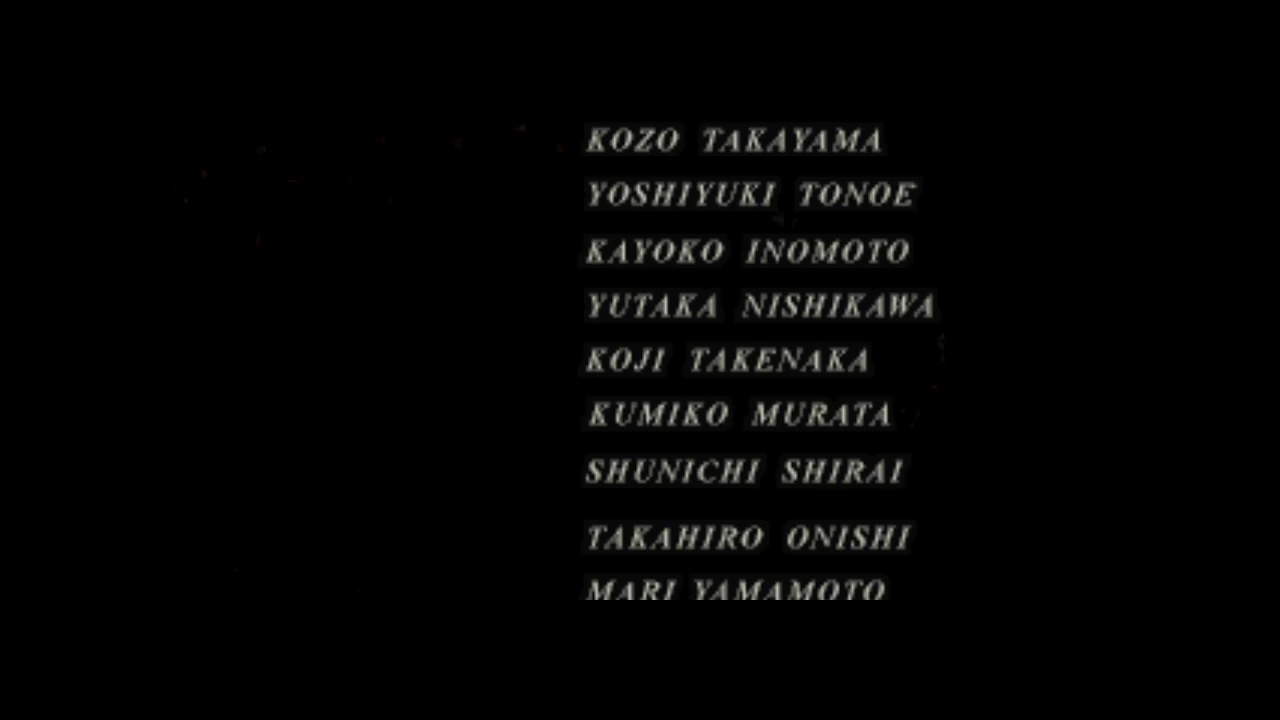 KOZO TAKAYAMA
YOSHIYUKI TONOE
KAYOKO INOMOTO
YUTAKA NISHIKAWA
KOJI TAKENAKA
KUMIKO MURATA
SHUNICHI SHIRAI
TAKAHIRO ONISHI
MARI YAMAMOTO